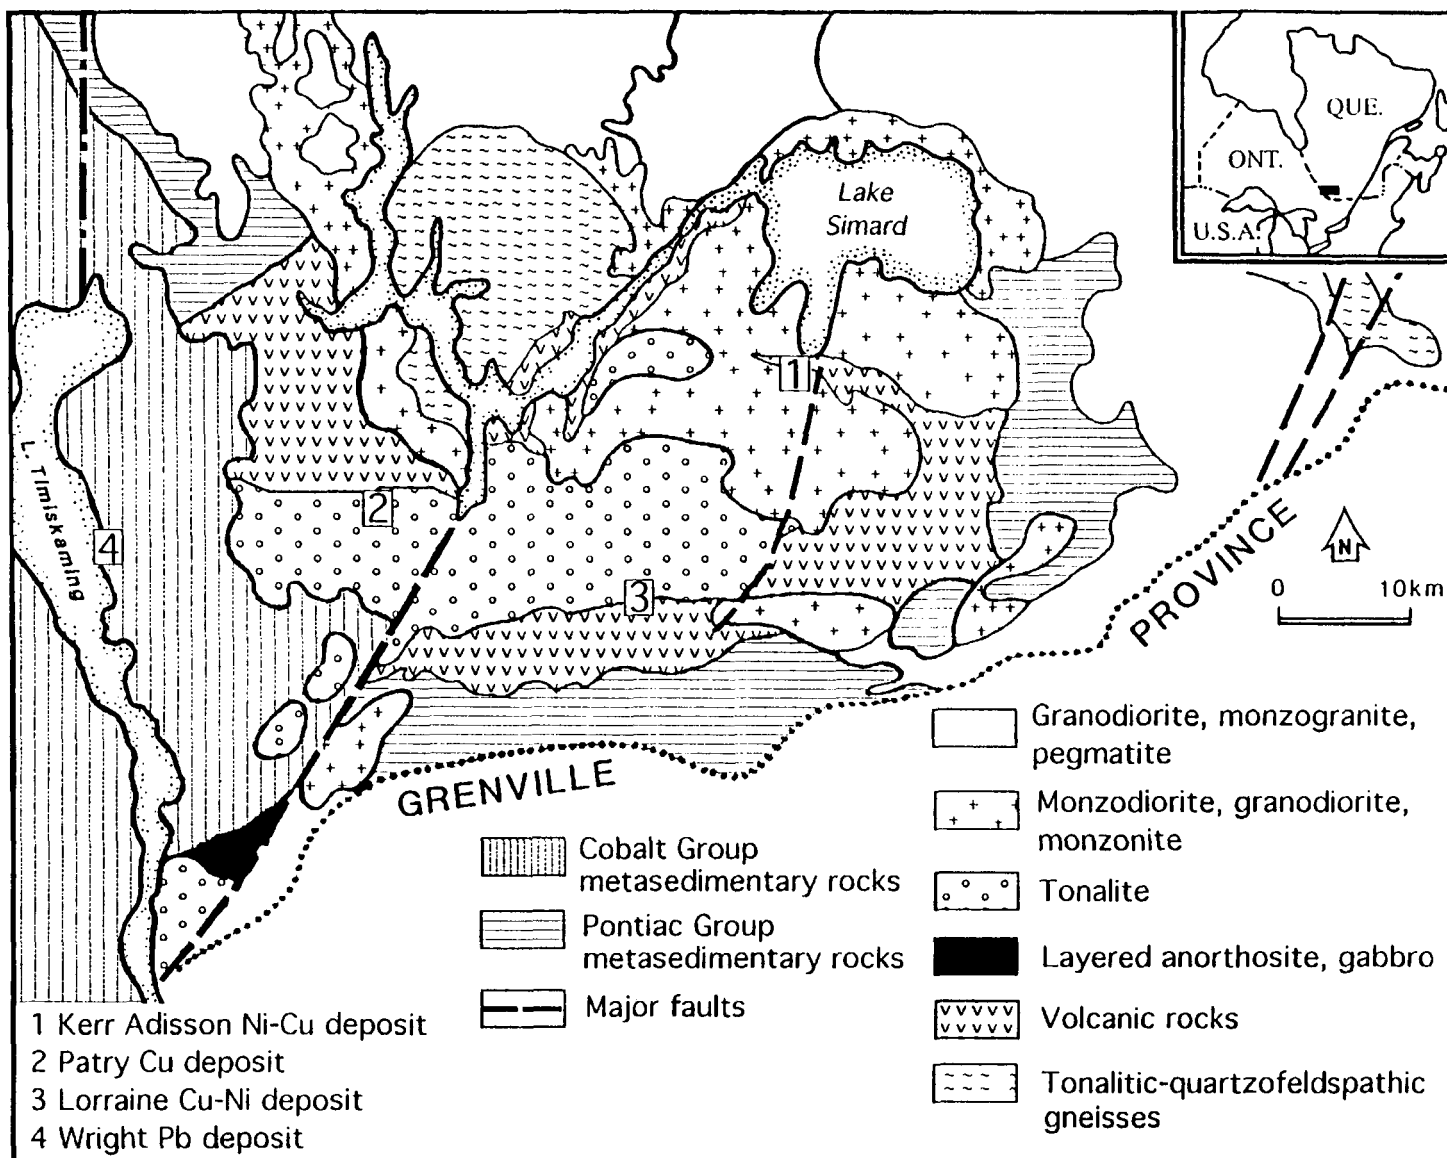 QUE.
ONT.
U.S.A.
Lake
Simard
L. Timiskaming
1
2
3
4
N
0 10km
GRENVILLE PROVINCE
Granodiorite, monzogranite,
pegmatite
Monzodiorite, granodiorite,
monzonite
Tonalite
Layered anorthosite, gabbro
Volcanic rocks
Tonalitic-quartzofeldspathic
gneisses
Cobalt Group
metasedimentary rocks
Pontiac Group
metasedimentary rocks
Major faults
1 Kerr Adisson Ni-Cu deposit
2 Patry Cu deposit
3 Lorraine Cu-Ni deposit
4 Wright Pb deposit